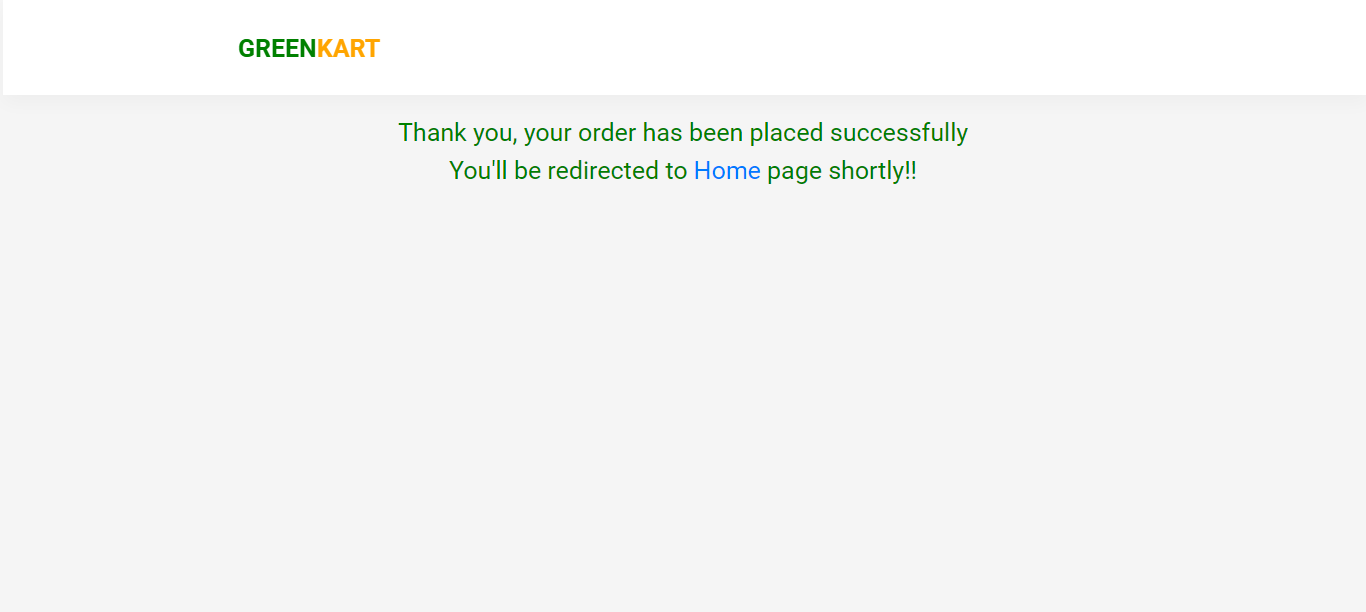 GREENKART
Thank you, your order has been placed successfully
You'll be redirected to Home page shortly!!